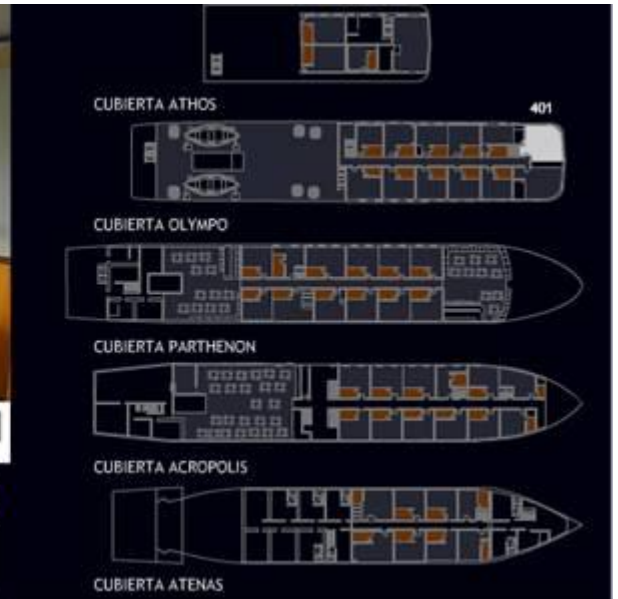 CUBIERTA ATHOS
401
CUBIERTA OLYMPO
CUBIERTA PARTHENON
CUBIERTA ACROPOLIS
CUBIERTA ATENAS